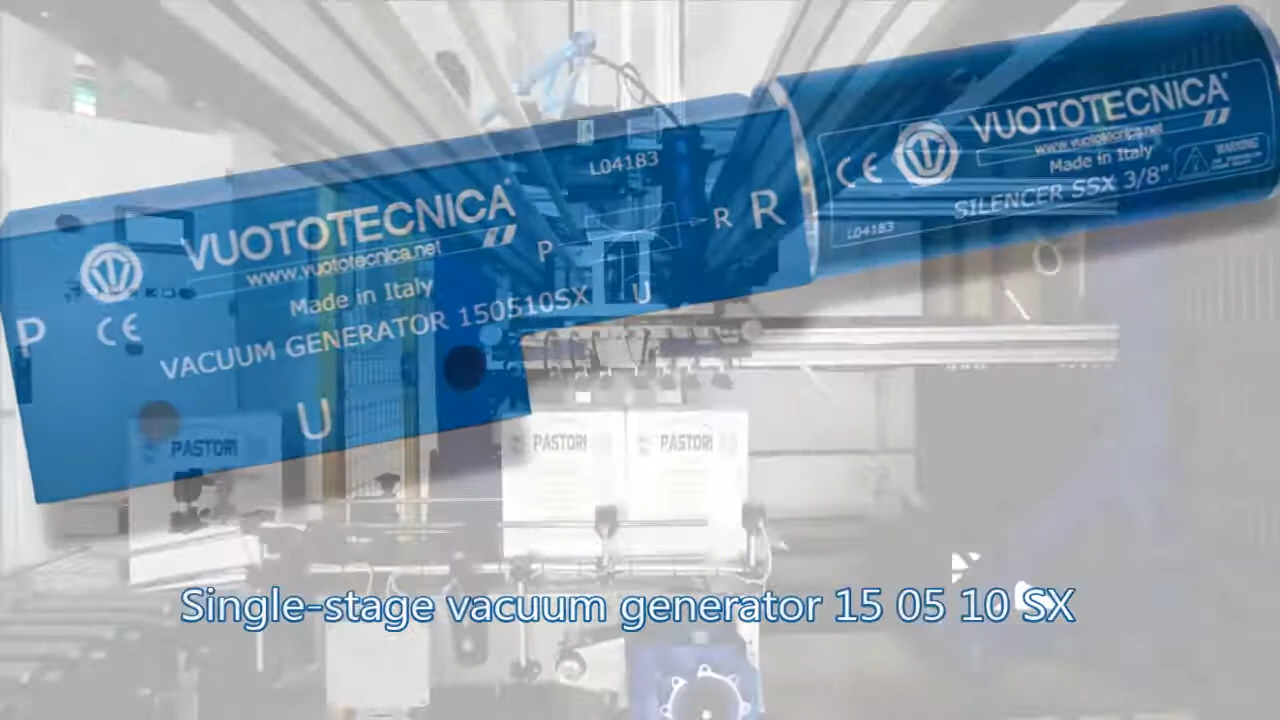 VUOTOTECNICA
www.vuototecnica.net
Made in Italy
VACUUM GENERATOR 150510SX
P
CE
U
L04183
P
R
R
U
VUOTOTECNICA
www.vuototecnica.net
Made in Italy
SILENCER SSX 3/8"
CE
L04183
WARNING
PASTORI
PASTORI
PASTORI
Single-stage vacuum generator 15 05 10 SX